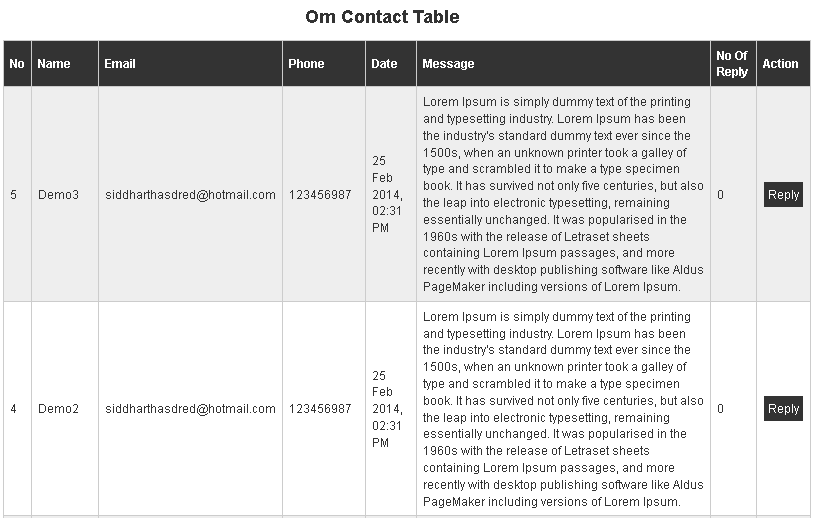 Om Contact Table
No Name Email Phone Date Message No Of Reply Action
5 Demo3 siddharthasdred@hotmail.com 123456987
25
Feb
2014,
02:31
PM
Lorem Ipsum is simply dummy text of the printing
and typesetting industry. Lorem Ipsum has been
the industry's standard dummy text ever since the
1500s, when an unknown printer took a galley of
type and scrambled it to make a type specimen
book. It has survived not only five centuries, but also
the leap into electronic typesetting, remaining
essentially unchanged. It was popularised in the
1960s with the release of Letraset sheets
containing Lorem Ipsum passages, and more
recently with desktop publishing software like Aldus
PageMaker including versions of Lorem Ipsum.
0 Reply
4 Demo2 siddharthasdred@hotmail.com 123456987
25
Feb
2014,
02:31
PM
Lorem Ipsum is simply dummy text of the printing
and typesetting industry. Lorem Ipsum has been
the industry's standard dummy text ever since the
1500s, when an unknown printer took a galley of
type and scrambled it to make a type specimen
book. It has survived not only five centuries, but also
the leap into electronic typesetting, remaining
essentially unchanged. It was popularised in the
1960s with the release of Letraset sheets
containing Lorem Ipsum passages, and more
recently with desktop publishing software like Aldus
PageMaker including versions of Lorem Ipsum.
0 Reply